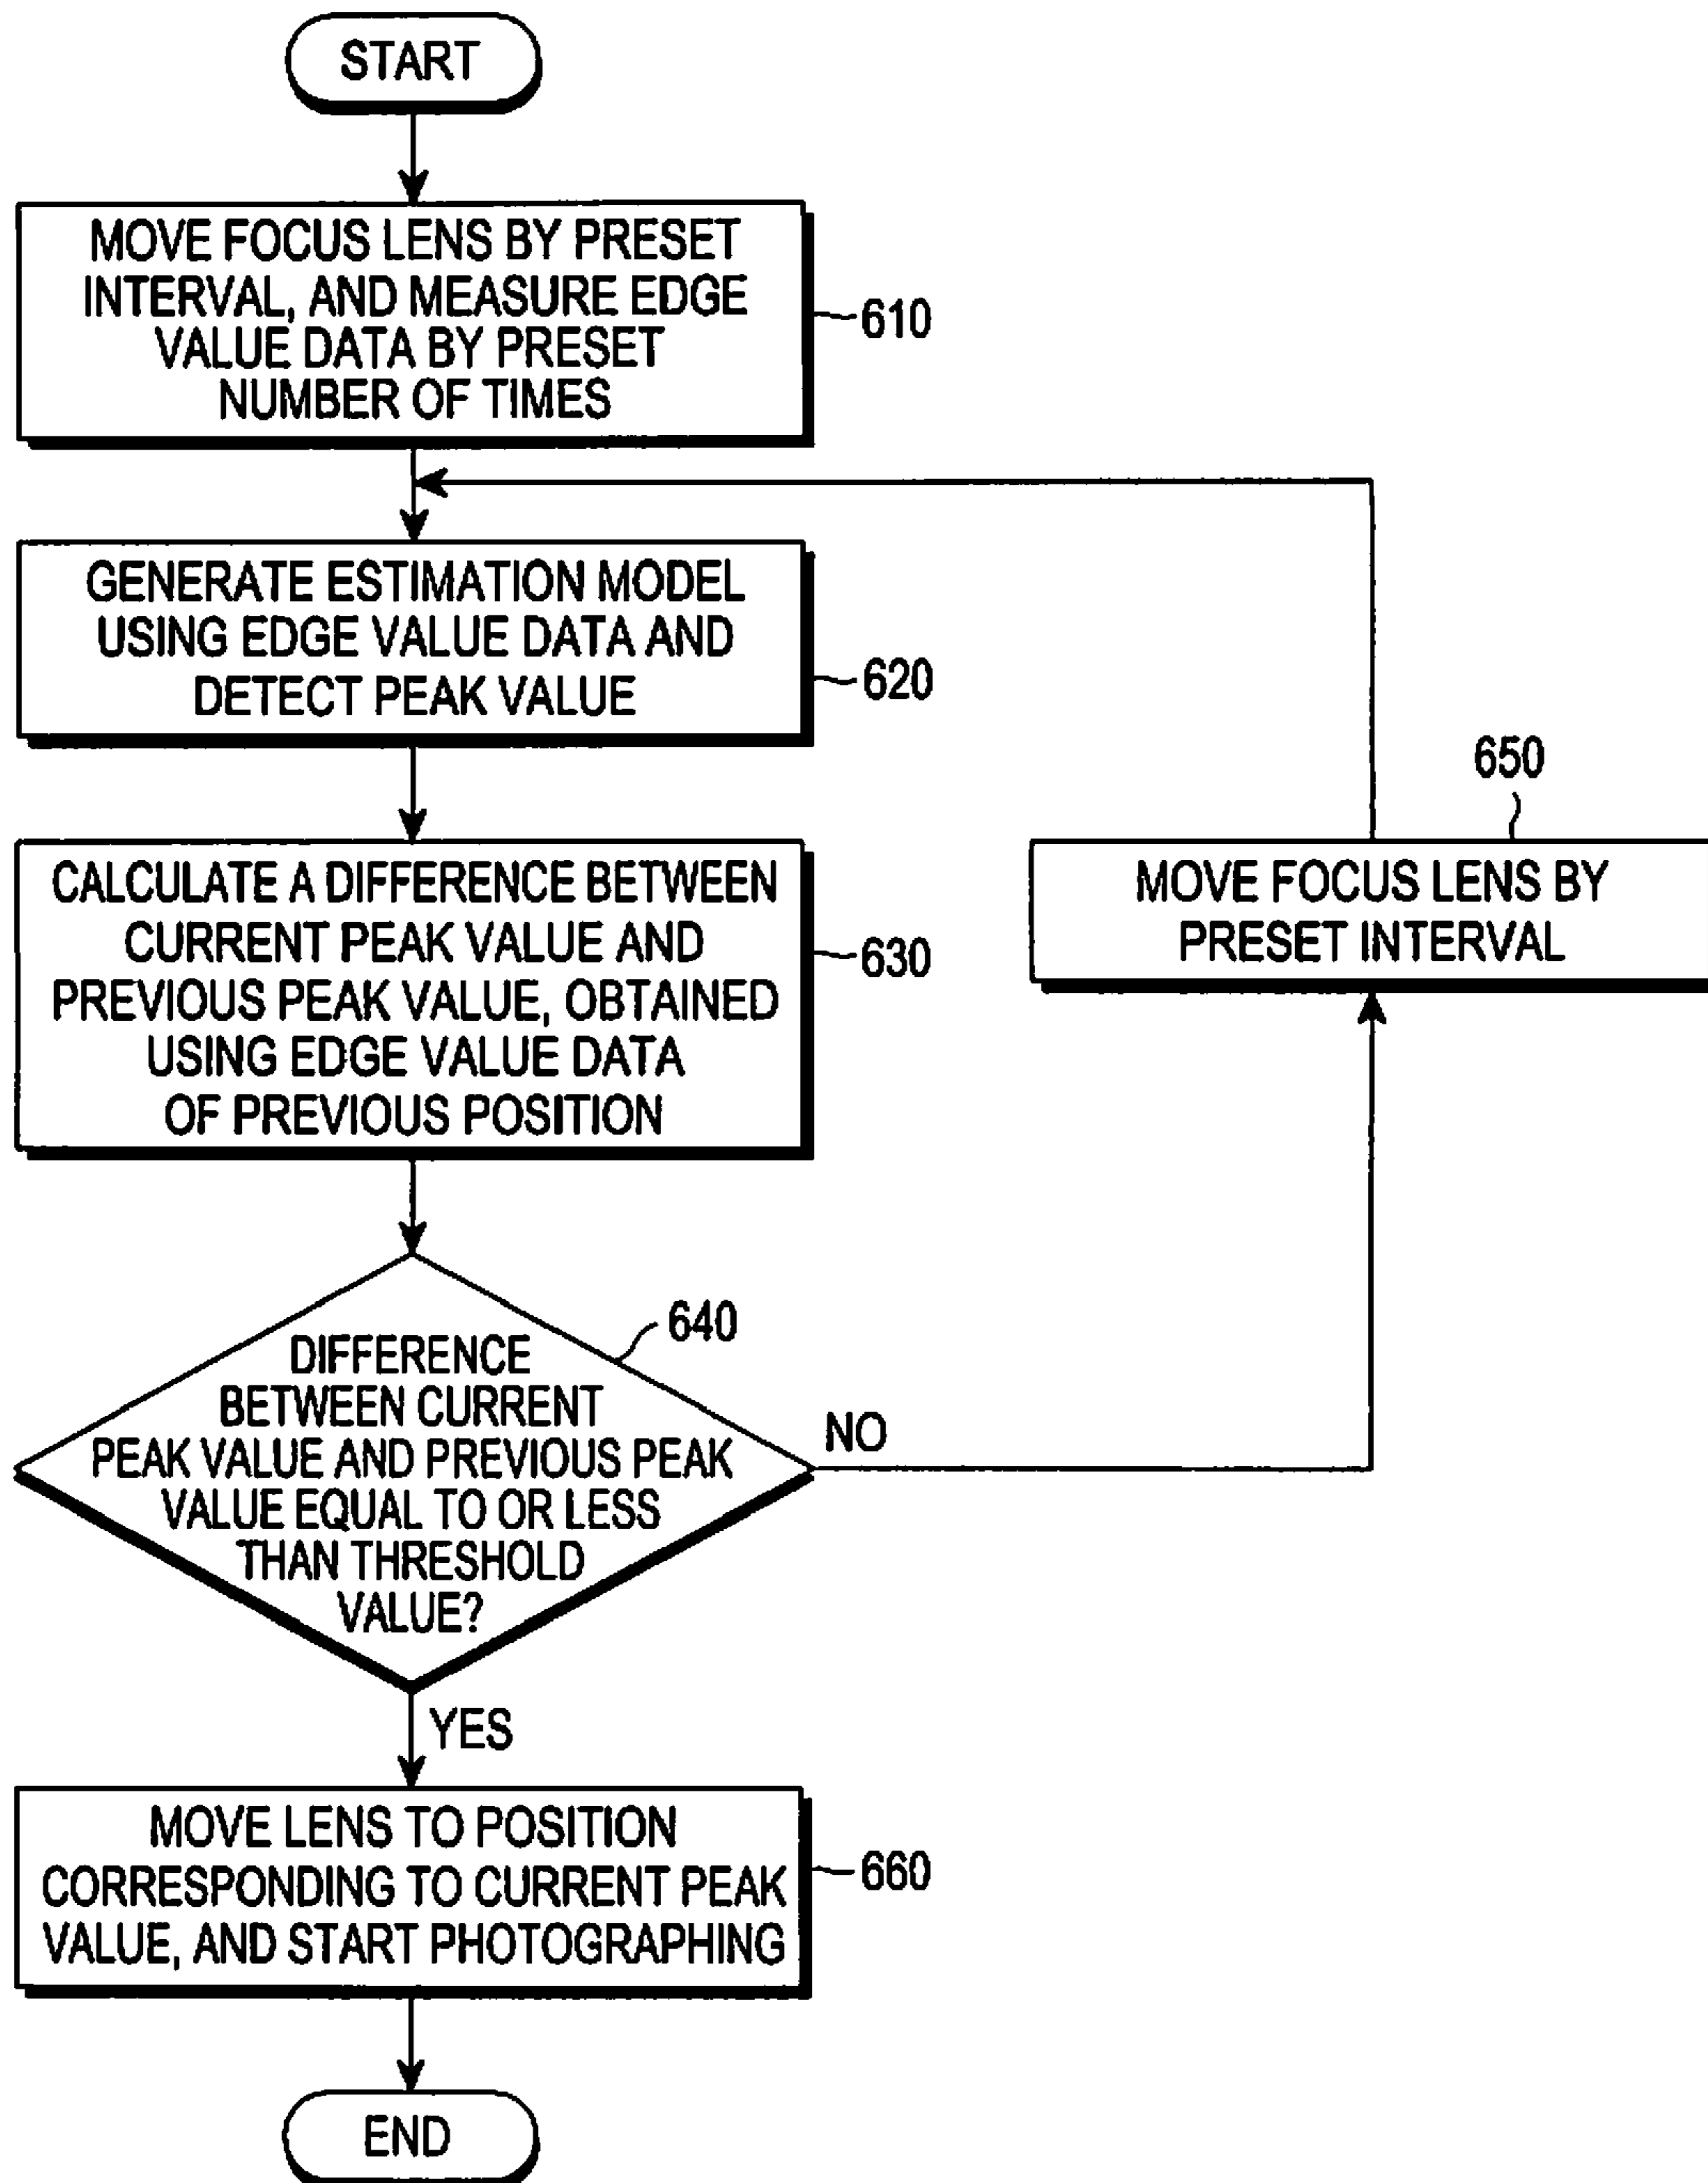 START
MOVE FOCUS LENS BY PRESET
INTERVAL, AND MEASURE EDGE
VALUE DATA BY PRESET
NUMBER OF TIMES
610
GENERATE ESTIMATION MODEL
USING EDGE VALUE DATA AND
DETECT PEAK VALUE
620
CALCULATE A DIFFERENCE BETWEEN
CURRENT PEAK VALUE AND
PREVIOUS PEAK VALUE, OBTAINED
USING EDGE VALUE DATA
OF PREVIOUS POSITION
630
DIFFERENCE
BETWEEN CURRENT
PEAK VALUE AND PREVIOUS PEAK
VALUE EQUAL TO OR LESS
THAN THRESHOLD
VALUE?
640
NO
650
MOVE FOCUS LENS BY
PRESET INTERVAL
YES
MOVE LENS TO POSITION
CORRESPONDING TO CURRENT PEAK
VALUE, AND START PHOTOGRAPHING
660
END